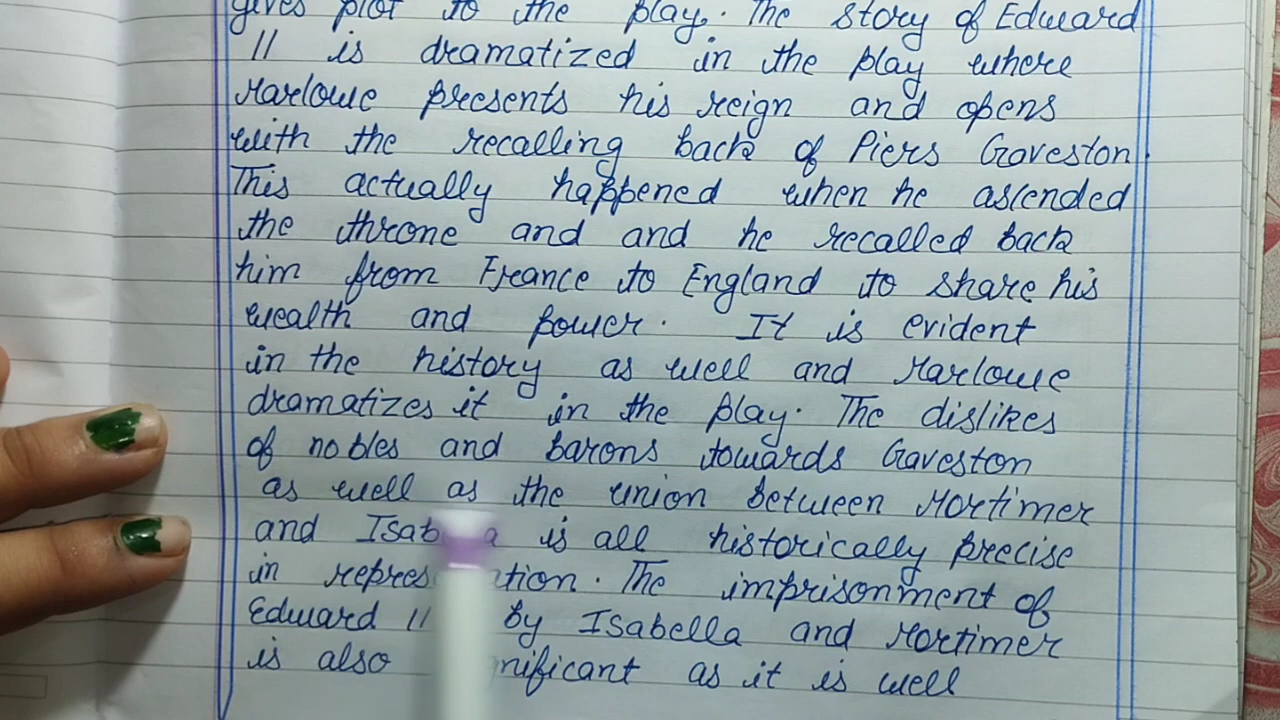 gives plot to the play. The story of Edward
II is dramatized in the play where
Marlowe presents his reign and opens
with the recalling back of Piers Gaveston.
This actually happened when he ascended
the throne and and he recalled back
him from France to England to share his
wealth and power. It is evident
in the history as well and Marlowe
dramatizes it in the play. The dislikes
of nobles and barons towards Gaveston
as well as the union between Mortimer
and is all historically precise
in The imprisonment of
Edward II by Isabella and Mortimer
is also as it is well